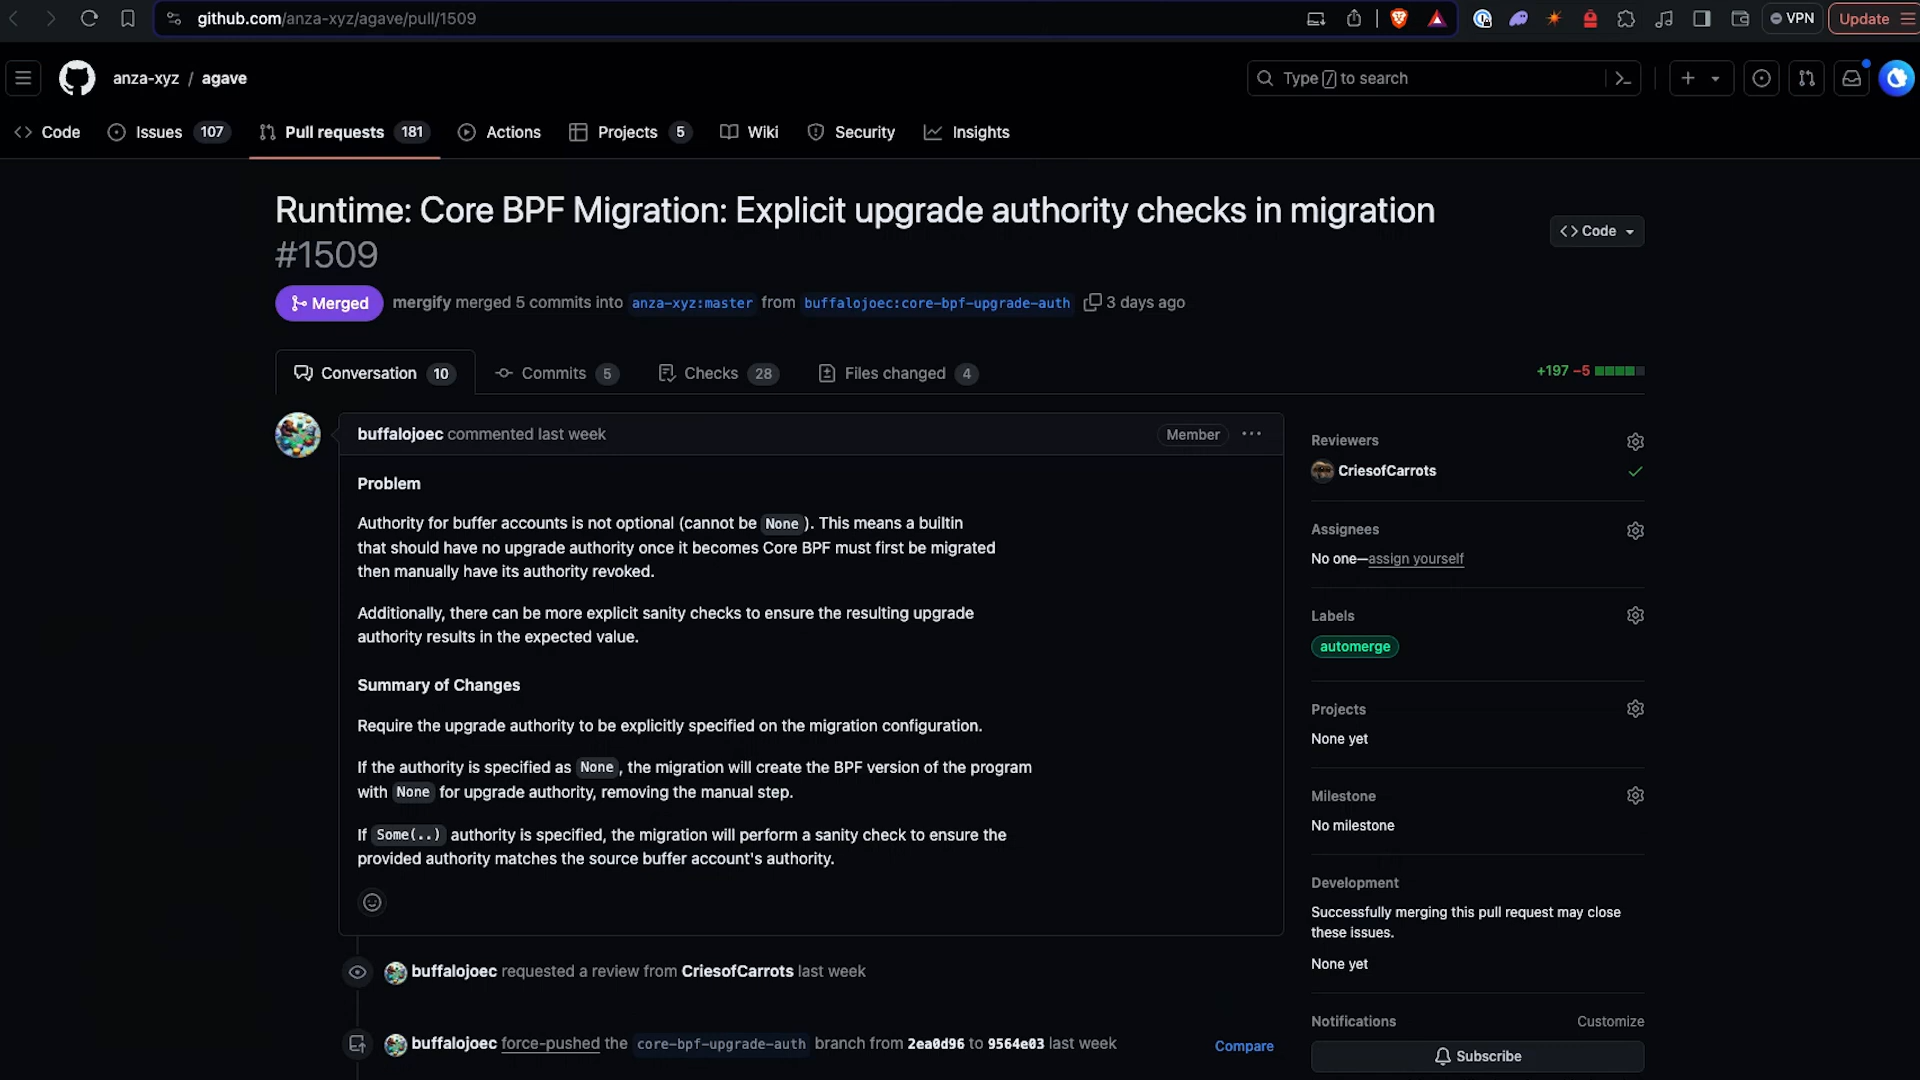 github.com/anza-xyz/agave/pull/1509
VPN
Update
anza-xyz / agave
Type / to search
Code
Issues 107
Pull requests 181
Actions
Projects 5
Wiki
Security
Insights
Runtime: Core BPF Migration: Explicit upgrade authority checks in migration
#1509
Code
Merged
mergify merged 5 commits into anza-xyz:master from buffalojoec:core-bpf-upgrade-auth 3 days ago
Conversation 10
Commits 5
Checks 28
Files changed 4
+197 −5
buffalojoec commented last week
Member
Problem
Authority for buffer accounts is not optional (cannot be None). This means a builtin
that should have no upgrade authority once it becomes Core BPF must first be migrated
then manually have its authority revoked.
Additionally, there can be more explicit sanity checks to ensure the resulting upgrade
authority results in the expected value.
Summary of Changes
Require the upgrade authority to be explicitly specified on the migration configuration.
If the authority is specified as None, the migration will create the BPF version of the program
with None for upgrade authority, removing the manual step.
If Some(..) authority is specified, the migration will perform a sanity check to ensure the
provided authority matches the source buffer account's authority.
buffalojoec requested a review from CriesofCarrots last week
buffalojoec force-pushed the core-bpf-upgrade-auth branch from 2ea0d96 to 9564e03 last week
Compare
Reviewers
CriesofCarrots
Assignees
No one—assign yourself
Labels
automerge
Projects
None yet
Milestone
No milestone
Development
Successfully merging this pull request may close
these issues.
None yet
Notifications
Customize
Subscribe